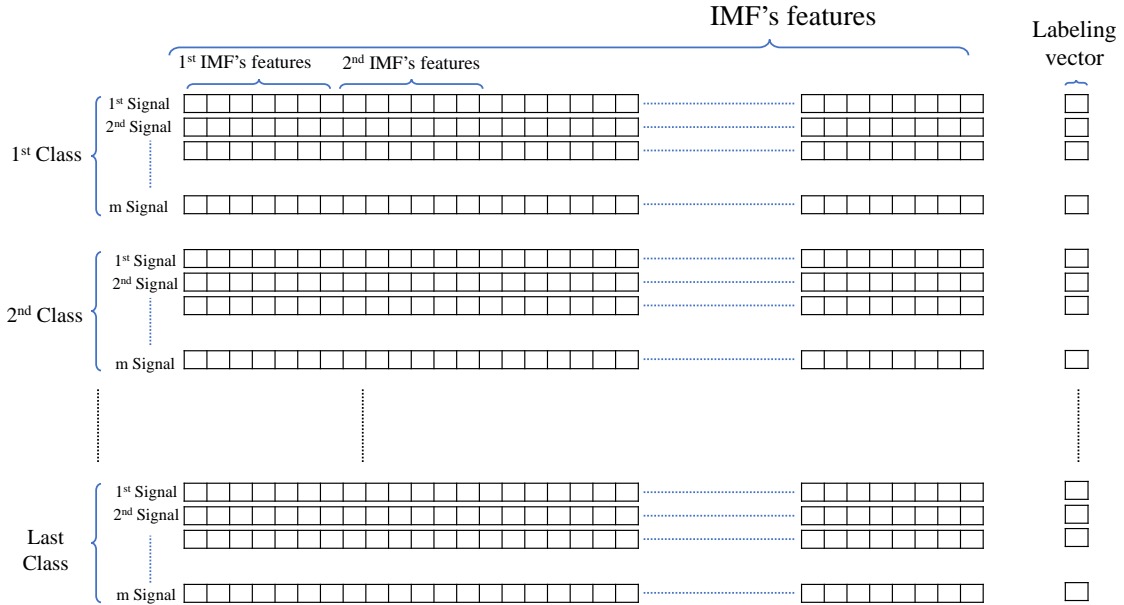 IMF's features
Labeling
vector
1st IMF's features
2nd IMF's features
1st Signal
2nd Signal
1st Class
m Signal
1st Signal
2nd Signal
2nd Class
m Signal
1st Signal
2nd Signal
Last
Class
m Signal